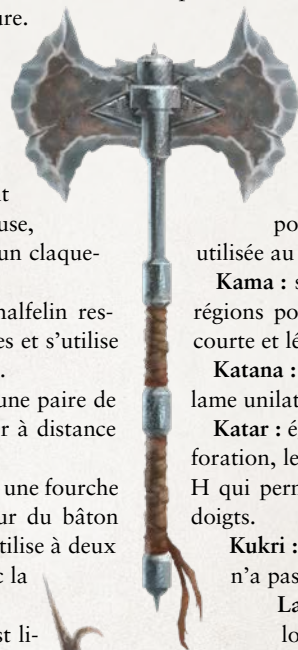 ure.
t
use,
un claque-
nalfelin res-
es et s'utilise
.
une paire de
r à distance
une fourche
ur du bâton
tilise à deux
c la
st li-
po
utilisée au
Kama : s
régions po
courte et lé
Katana :
lame unilat
Katar : é
foration, le
H qui perm
doigts.
Kukri :
n'a pas
La
lo